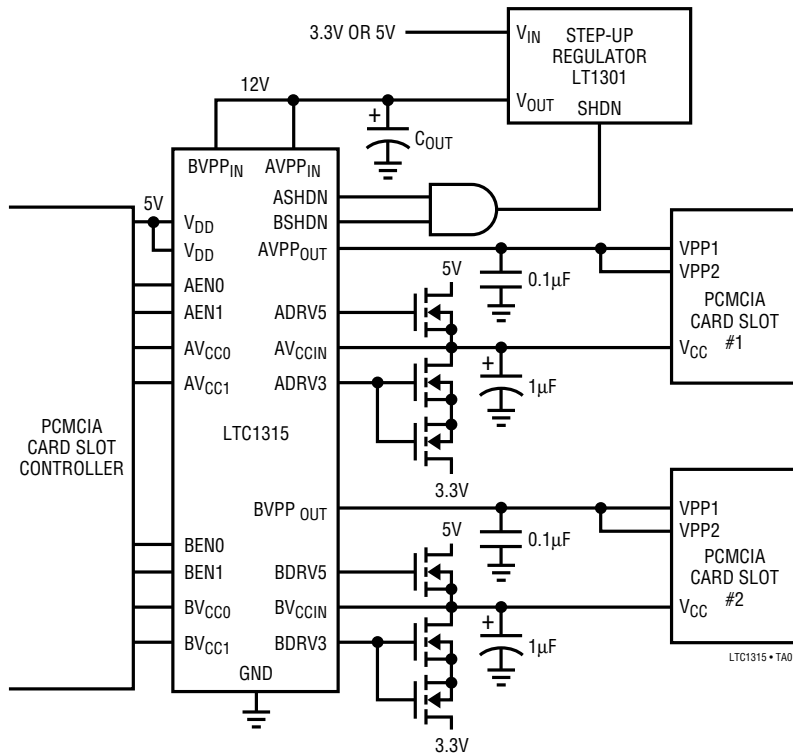 3.3V OR 5V
VIN
STEP-UP
REGULATOR
LT1301
VOUT
SHDN
12V
+
COUT
BVPPIN
AVPPIN
5V
VDD
VDD
ASHDN
BSHDN
AVPPOUT
AEN0
AEN1
AVCC0
AVCC1
ADRV5
AVCCIN
ADRV3
5V
0.1µF
+
1µF
3.3V
VPP1
VPP2
PCMCIA
CARD SLOT
#1
VCC
PCMCIA
CARD SLOT
CONTROLLER
LTC1315
BVPP OUT
BEN0
BEN1
BVCC0
BVCC1
BDRV5
BVCCIN
BDRV3
GND
5V
0.1µF
+
1µF
3.3V
VPP1
VPP2
PCMCIA
CARD SLOT
#2
VCC
LTC1315 • TA0